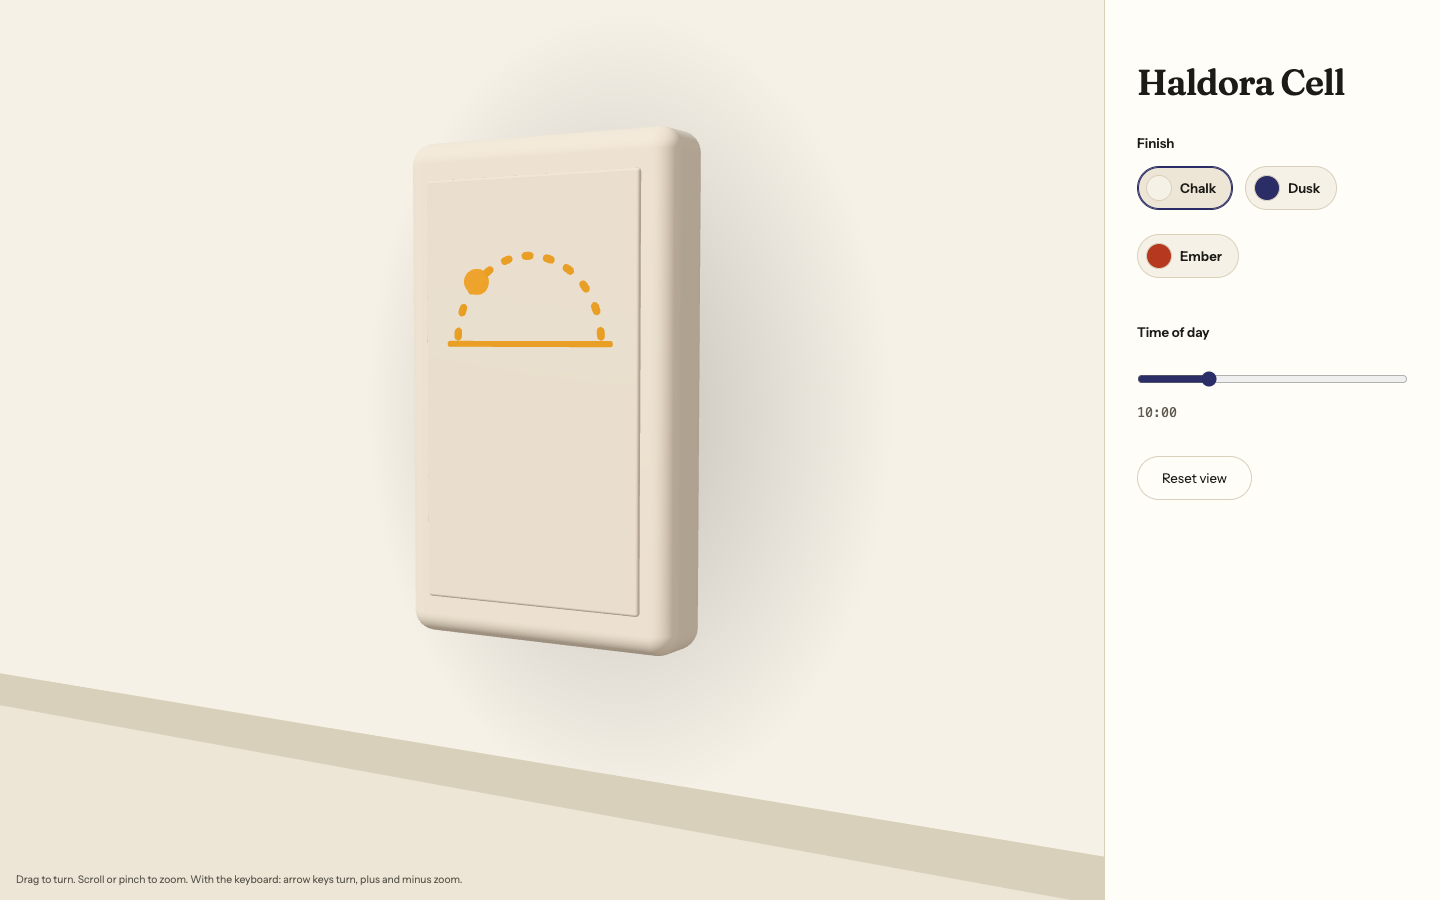 Haldora Cell
Finish
Chalk
Dusk
Ember
Time of day
10:00
Reset view
Drag to turn. Scroll or pinch to zoom. With the keyboard: arrow keys turn, plus and minus zoom.